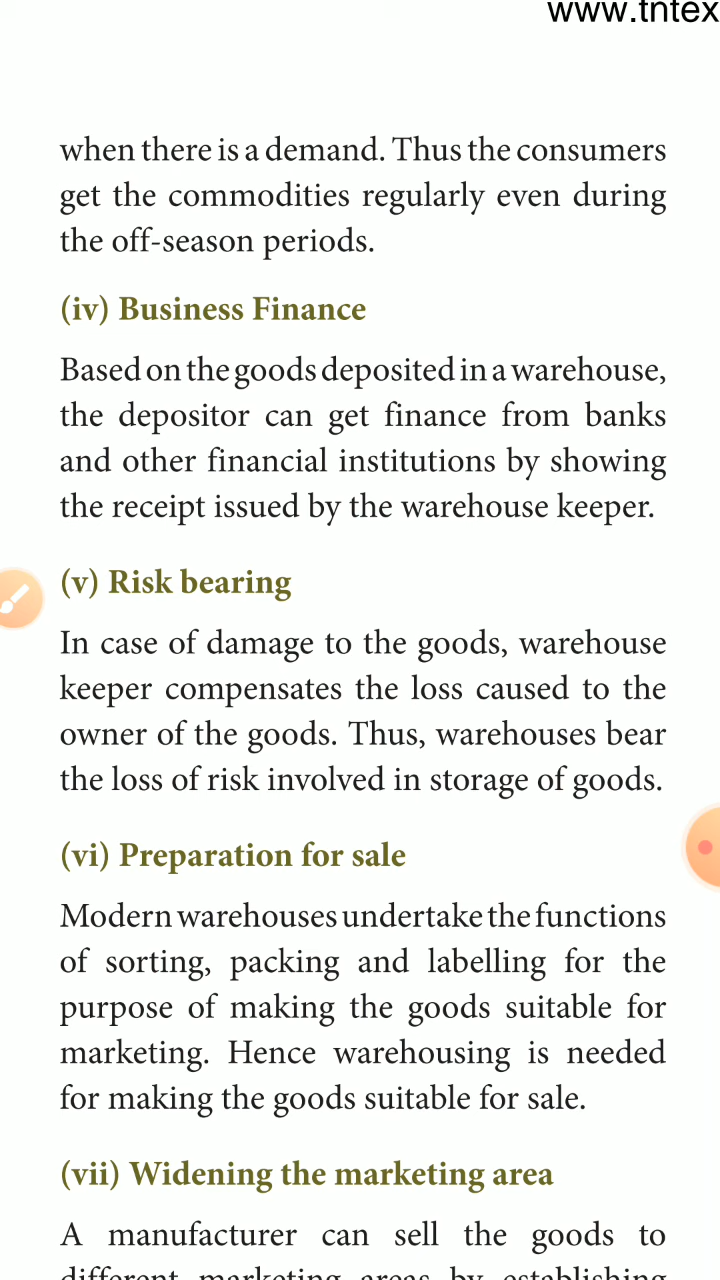 www.tntex
when there is a demand. Thus the consumers
get the commodities regularly even during
the off-season periods.
(iv) Business Finance
Based on the goods deposited in a warehouse,
the depositor can get finance from banks
and other financial institutions by showing
the receipt issued by the warehouse keeper.
(v) Risk bearing
In case of damage to the goods, warehouse
keeper compensates the loss caused to the
owner of the goods. Thus, warehouses bear
the loss of risk involved in storage of goods.
(vi) Preparation for sale
Modern warehouses undertake the functions
of sorting, packing and labelling for the
purpose of making the goods suitable for
marketing. Hence warehousing is needed
for making the goods suitable for sale.
(vii) Widening the marketing area
A manufacturer can sell the goods to
different marketing areas by establishing